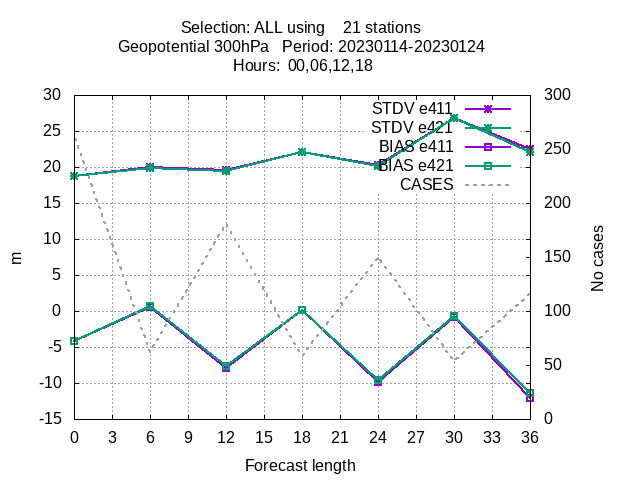 Selection: ALL using 21 stations
Geopotential 300hPa Period: 20230114-20230124
Hours: 00,06,12,18
30 300
STDV e411
25
STDV e421
250
BIAS e411
20
BIAS e421
CASES
15 200
10
150
5
m
No cases
0 100
-5
50
-10
-15 0
0 3 6 9 12 15 18 21 24 27 30 33 36
Forecast length